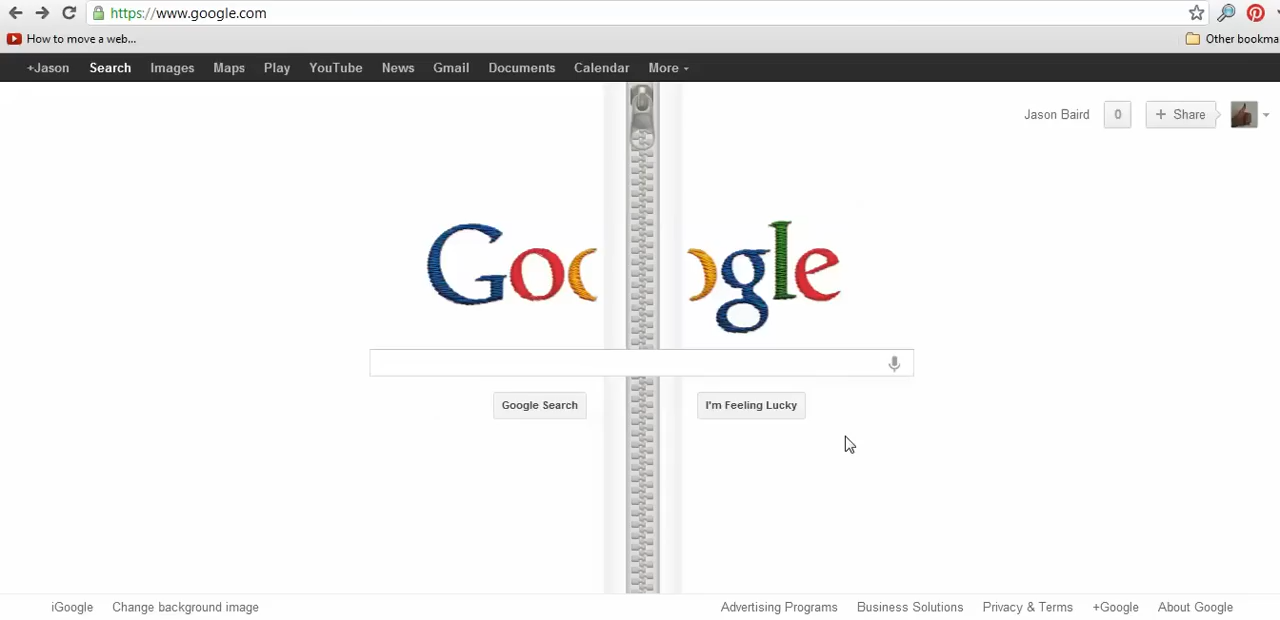 https://www.google.com
How to move a web...
Other bookma
+Jason Search Images Maps Play YouTube News Gmail Documents Calendar More
Jason Baird 0 + Share
Google
Google Search I'm Feeling Lucky
iGoogle Change background image Advertising Programs Business Solutions Privacy & Terms +Google About Google